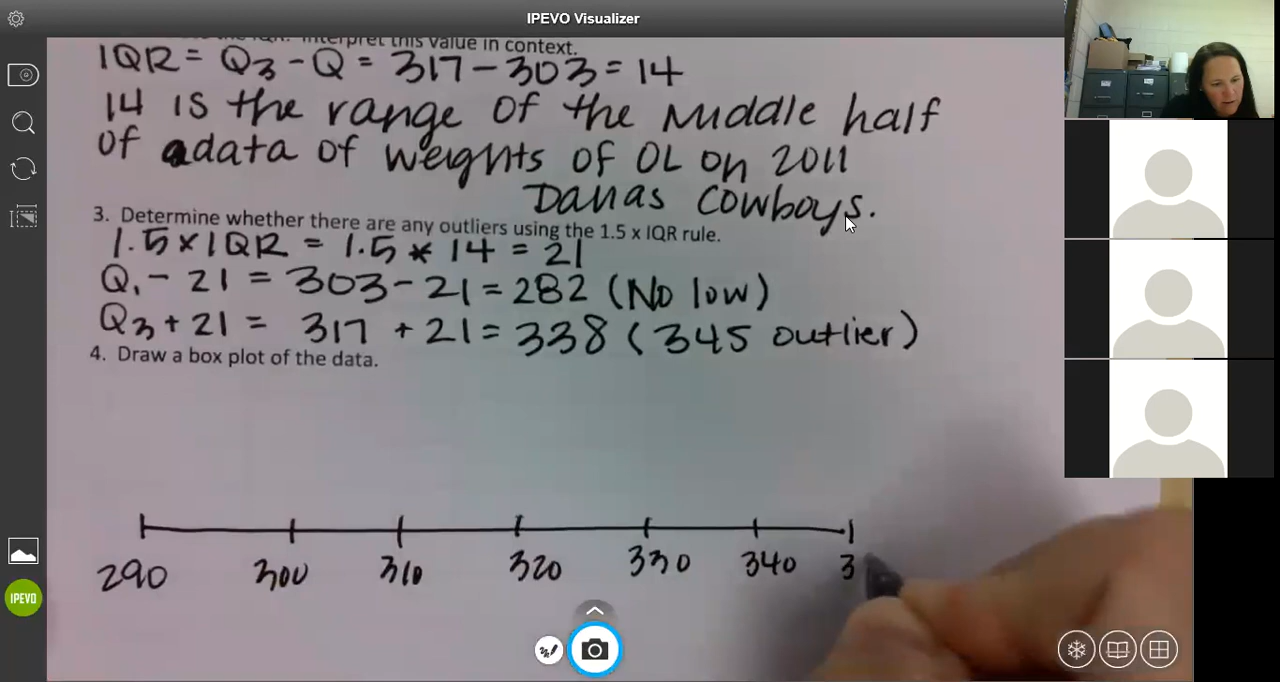 IPEVO Visualizer
the IQR. Interpret this value in context.
IQR = Q3 - Q = 317 - 303 = 14
14 is the range of the middle half
of data of weights of OL on 2011
Dallas Cowboys.
3. Determine whether there are any outliers using the 1.5 x IQR rule.
1.5 x IQR = 1.5 * 14 = 21
Q1 - 21 = 303 - 21 = 282 (No low)
Q3 + 21 = 317 + 21 = 338 (345 outlier)
4. Draw a box plot of the data.
290 300 310 320 330 340 3
IPEVO